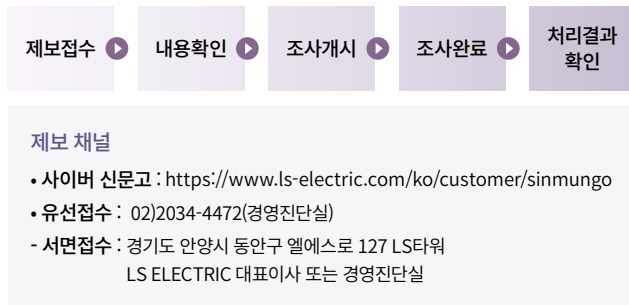 제보접수
내용확인
조사개시
조사완료
처리결과
확인
제보 채널
• 사이버 신문고 : https://www.ls-electric.com/ko/customer/sinmungo
• 유선접수 : 02)2034-4472(경영진단실)
- 서면접수 : 경기도 안양시 동안구 엘에스로 127 LS타워
LS ELECTRIC 대표이사 또는 경영진단실